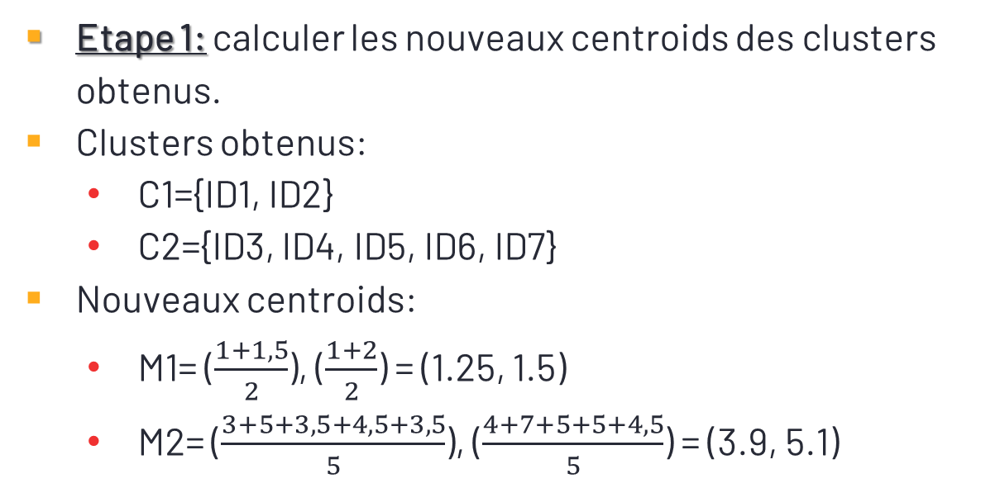 Etape 1: calculer les nouveaux centroids des clusters
obtenus.
Clusters obtenus:
C1={ID1, ID2}
C2={ID3, ID4, ID5, ID6, ID7}
Nouveaux centroids:
M1= (\frac{1+1,5}{2}), (\frac{1+2}{2}) = (1.25, 1.5)
M2= (\frac{3+5+3,5+4,5+3,5}{5}), (\frac{4+7+5+5+4,5}{5}) = (3.9, 5.1)